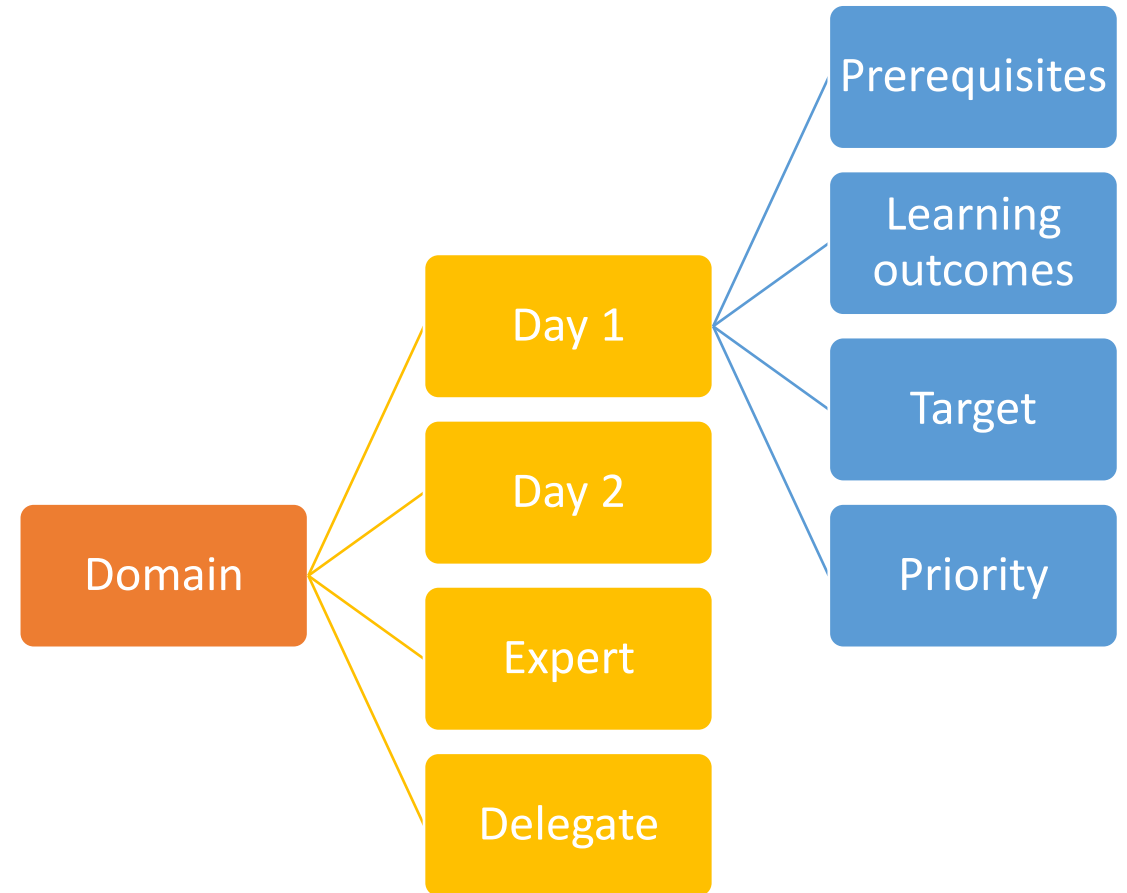 Domain
Day 1
Day 2
Expert
Delegate
Prerequisites
Learning
outcomes
Target
Priority